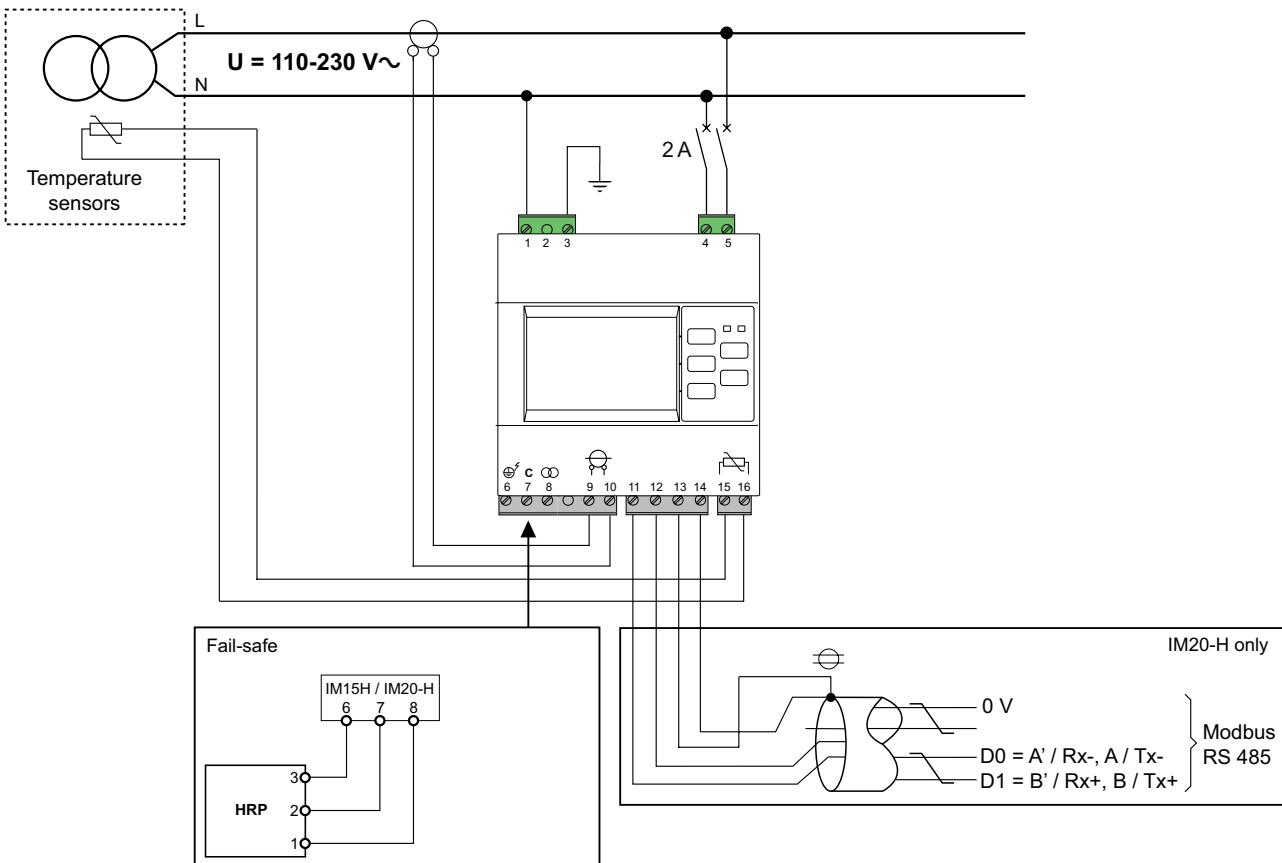 L
U = 110-230 V~
N
2 A
Temperature
sensors
1 2 3
4 5
C
6 7 8 9 10 11 12 13 14 15 16
Fail-safe
IM15H / IM20-H
6 7 8
3
HRP 2
1
IM20-H only
0 V
Modbus
RS 485
D0 = A' / Rx-, A / Tx-
D1 = B' / Rx+, B / Tx+